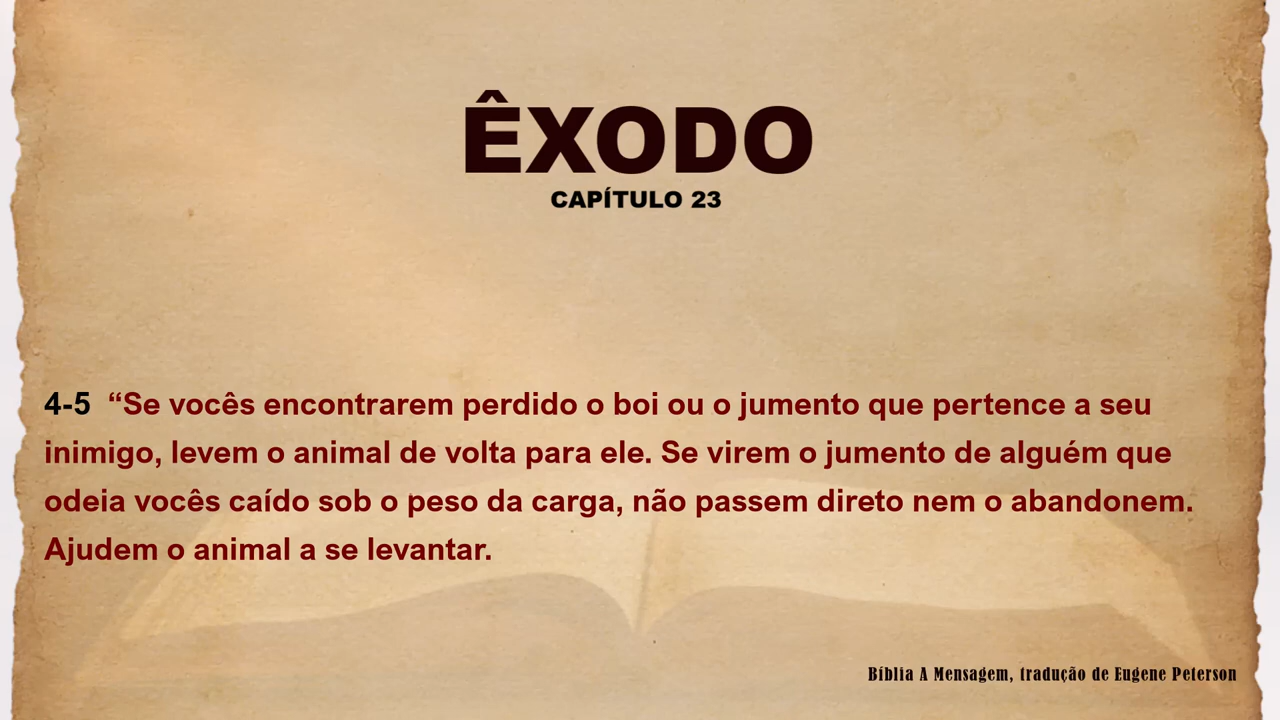 ÊXODO
CAPÍTULO 23
4-5 “Se vocês encontrarem perdido o boi ou o jumento que pertence a seu
inimigo, levem o animal de volta para ele. Se virem o jumento de alguém que
odeia vocês caído sob o peso da carga, não passem direto nem o abandonem.
Ajudem o animal a se levantar.
Bíblia A Mensagem, tradução de Eugene Peterson